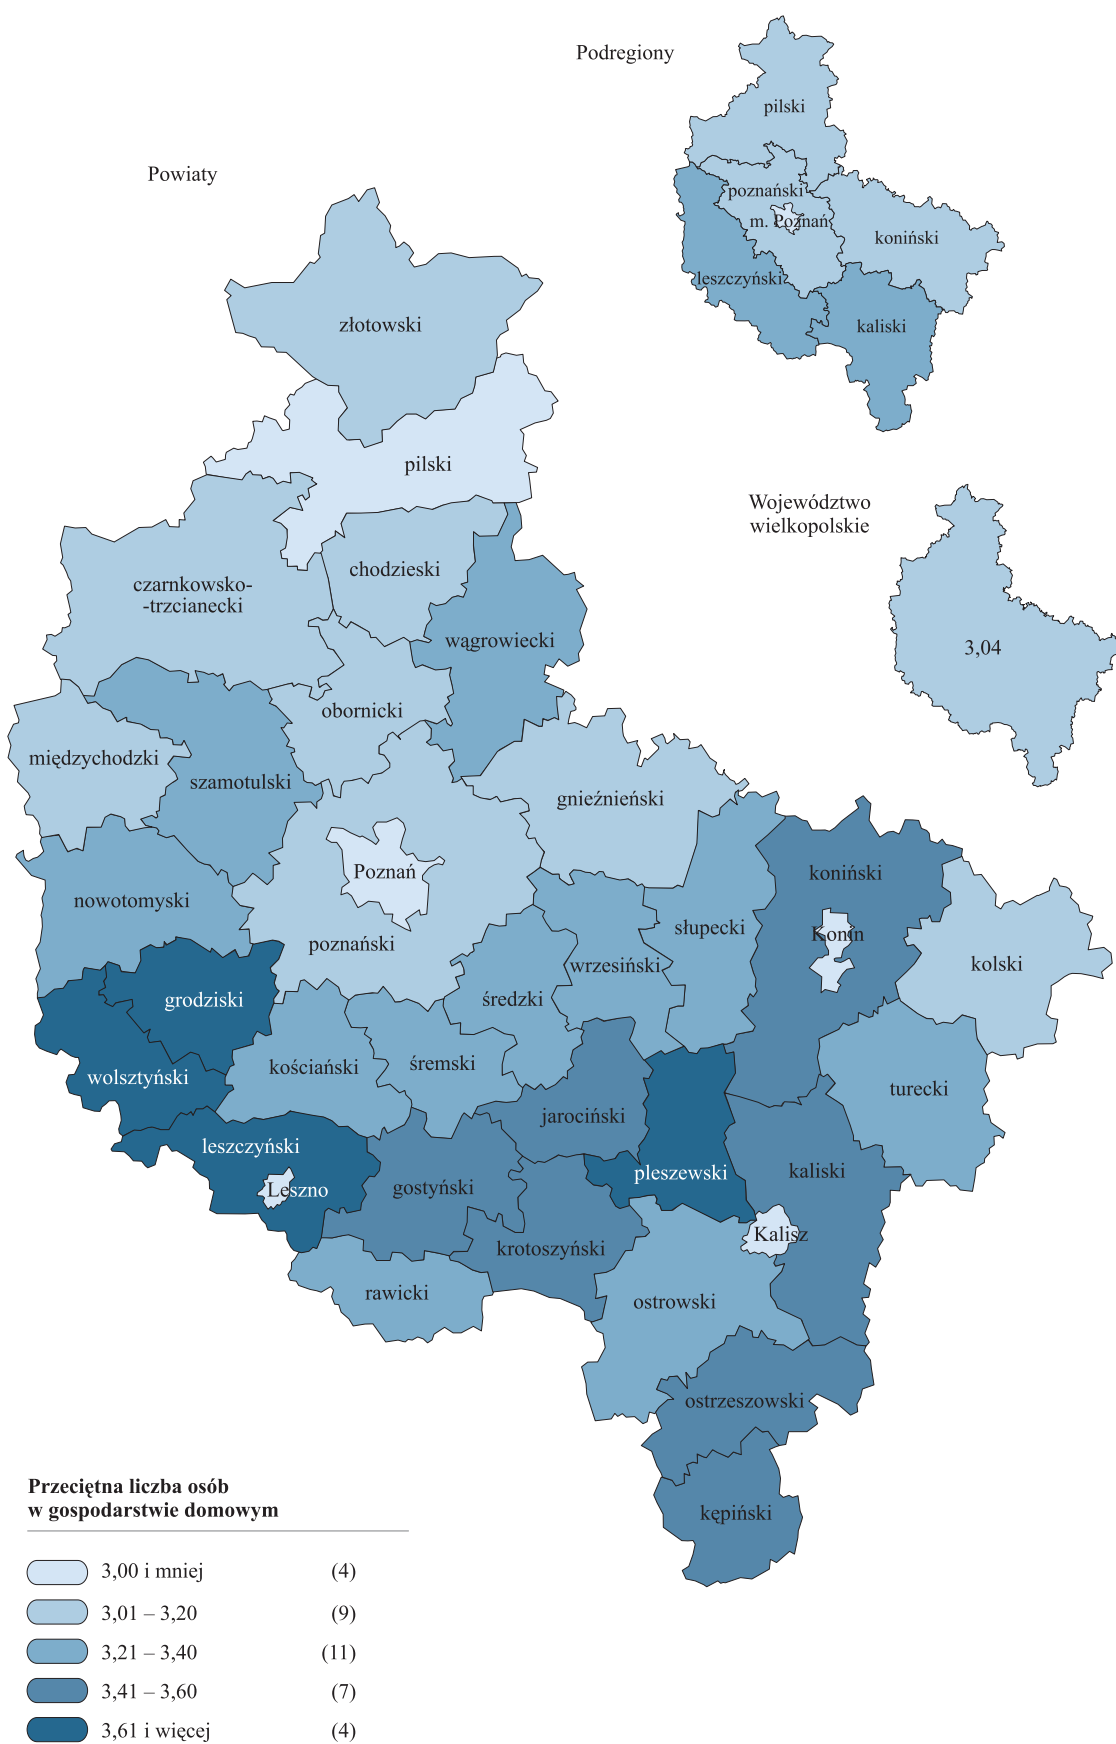 Podregiony
pilski
poznański
m. Poznań
koniński
leszczyński
kaliski
Powiaty
złotowski
pilski
Województwo
wielkopolskie
3,04
chodzieski
czarnkowsko-
-trzcianecki
wągrowiecki
obornicki
międzychodzki
szamotulski
gnieźnieński
Poznań
koniński
nowotomyski
słupecki
Konin
poznański
wrzesiński
kolski
grodziski
średzki
kościański
śremski
wolsztyński
turecki
jarociński
leszczyński
pleszewski
kaliski
Leszno
gostyński
Kalisz
krotoszyński
rawicki
ostrowski
ostrzeszowski
kępiński
Przeciętna liczba osób
w gospodarstwie domowym
3,00 i mniej (4)
3,01 – 3,20 (9)
3,21 – 3,40 (11)
3,41 – 3,60 (7)
3,61 i więcej (4)